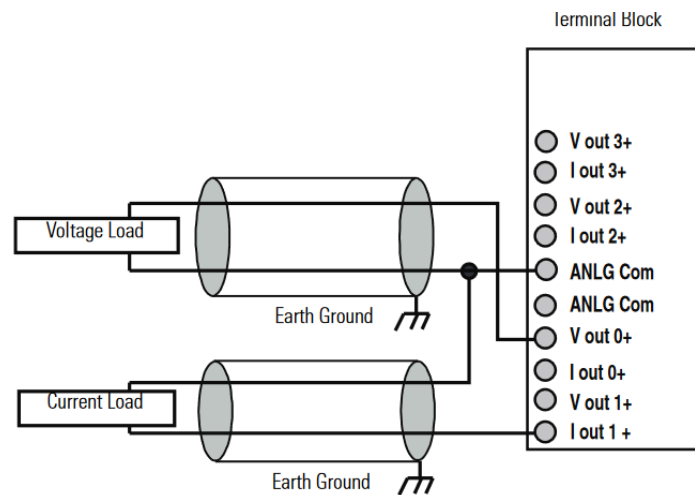 Terminal Block
V out 3+
I out 3+
V out 2+
I out 2+
ANLG Com
ANLG Com
V out 0+
I out 0+
V out 1+
I out 1 +
Voltage Load
Earth Ground
Current Load
Earth Ground